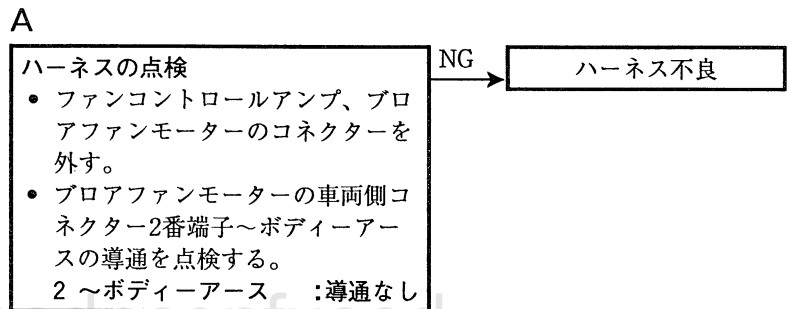 A
ハーネスの点検
NG
ハーネス不良
• ファンコントロールアンプ、ブロ
アファンモーターのコネクターを
外す。
• ブロアファンモーターの車両側コ
ネクター2番端子～ボディーアー
スの導通を点検する。
2 ～ボディーアース :導通なし